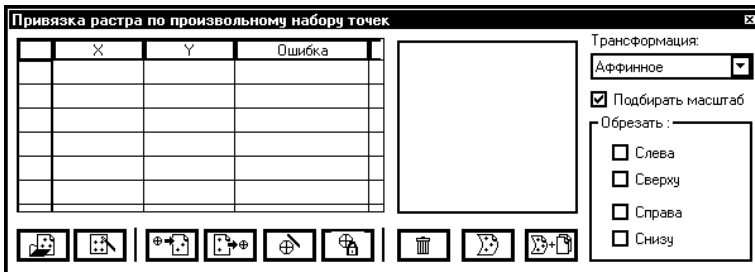 Привязка растра по произвольному набору точек
X Y Ошибка
Трансформация:
Аффинное
Подбирать масштаб
Обрезать :
Слева
Сверху
Справа
Снизу